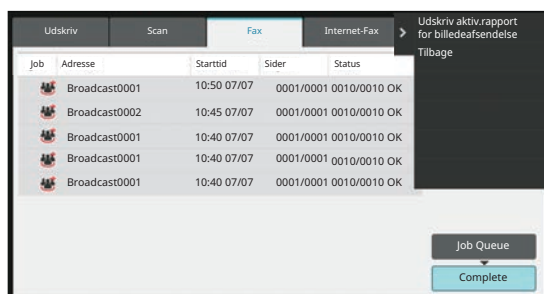 Udskriv Scan Fax Internet-Fax
Udskriv aktiv.rapport
for billedeafsendelse
Tilbage
Job Adresse Starttid Sider Status
Broadcast0001 10:50 07/07 0001/0001 0010/0010 OK
Broadcast0002 10:45 07/07 0001/0001 0010/0010 OK
Broadcast0001 10:40 07/07 0001/0001 0010/0010 OK
Broadcast0001 10:40 07/07 0001/0001 0010/0010 OK
Broadcast0001 10:40 07/07 0001/0001 0010/0010 OK
Job Queue
Complete